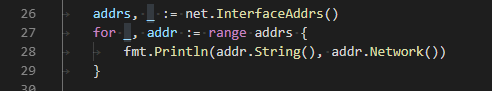 26 addrs, _ := net.InterfaceAddrs()
27 for _, addr := range addrs {
28 fmt.Println(addr.String(), addr.Network())
29 }